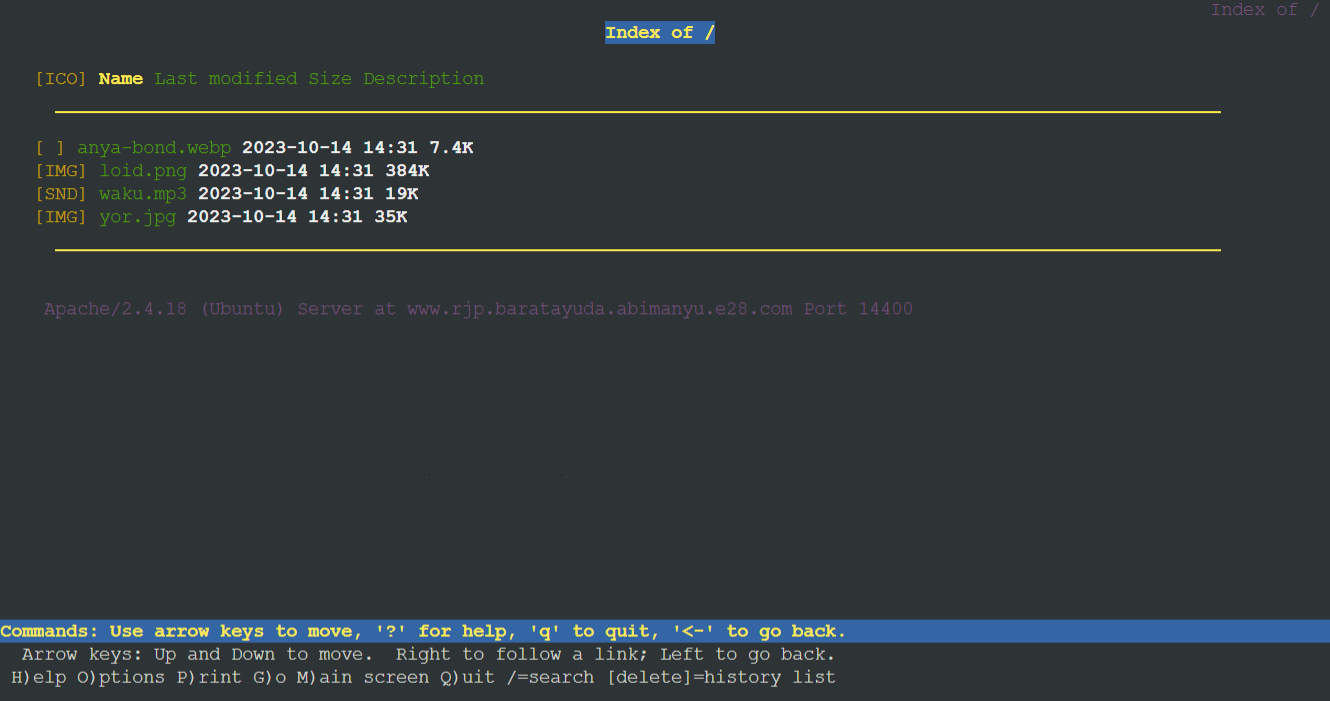 Index of /
Index of /
[ICO] Name Last modified Size Description
[ ] anya-bond.webp 2023-10-14 14:31 7.4K
[IMG] loid.png 2023-10-14 14:31 384K
[SND] waku.mp3 2023-10-14 14:31 19K
[IMG] yor.jpg 2023-10-14 14:31 35K
Apache/2.4.18 (Ubuntu) Server at www.rjp.baratayuda.abimanyu.e28.com Port 14400
Commands: Use arrow keys to move, '?' for help, 'q' to quit, '<-' to go back.
Arrow keys: Up and Down to move. Right to follow a link; Left to go back.
H)elp O)ptions P)rint G)o M)ain screen Q)uit /=search [delete]=history list